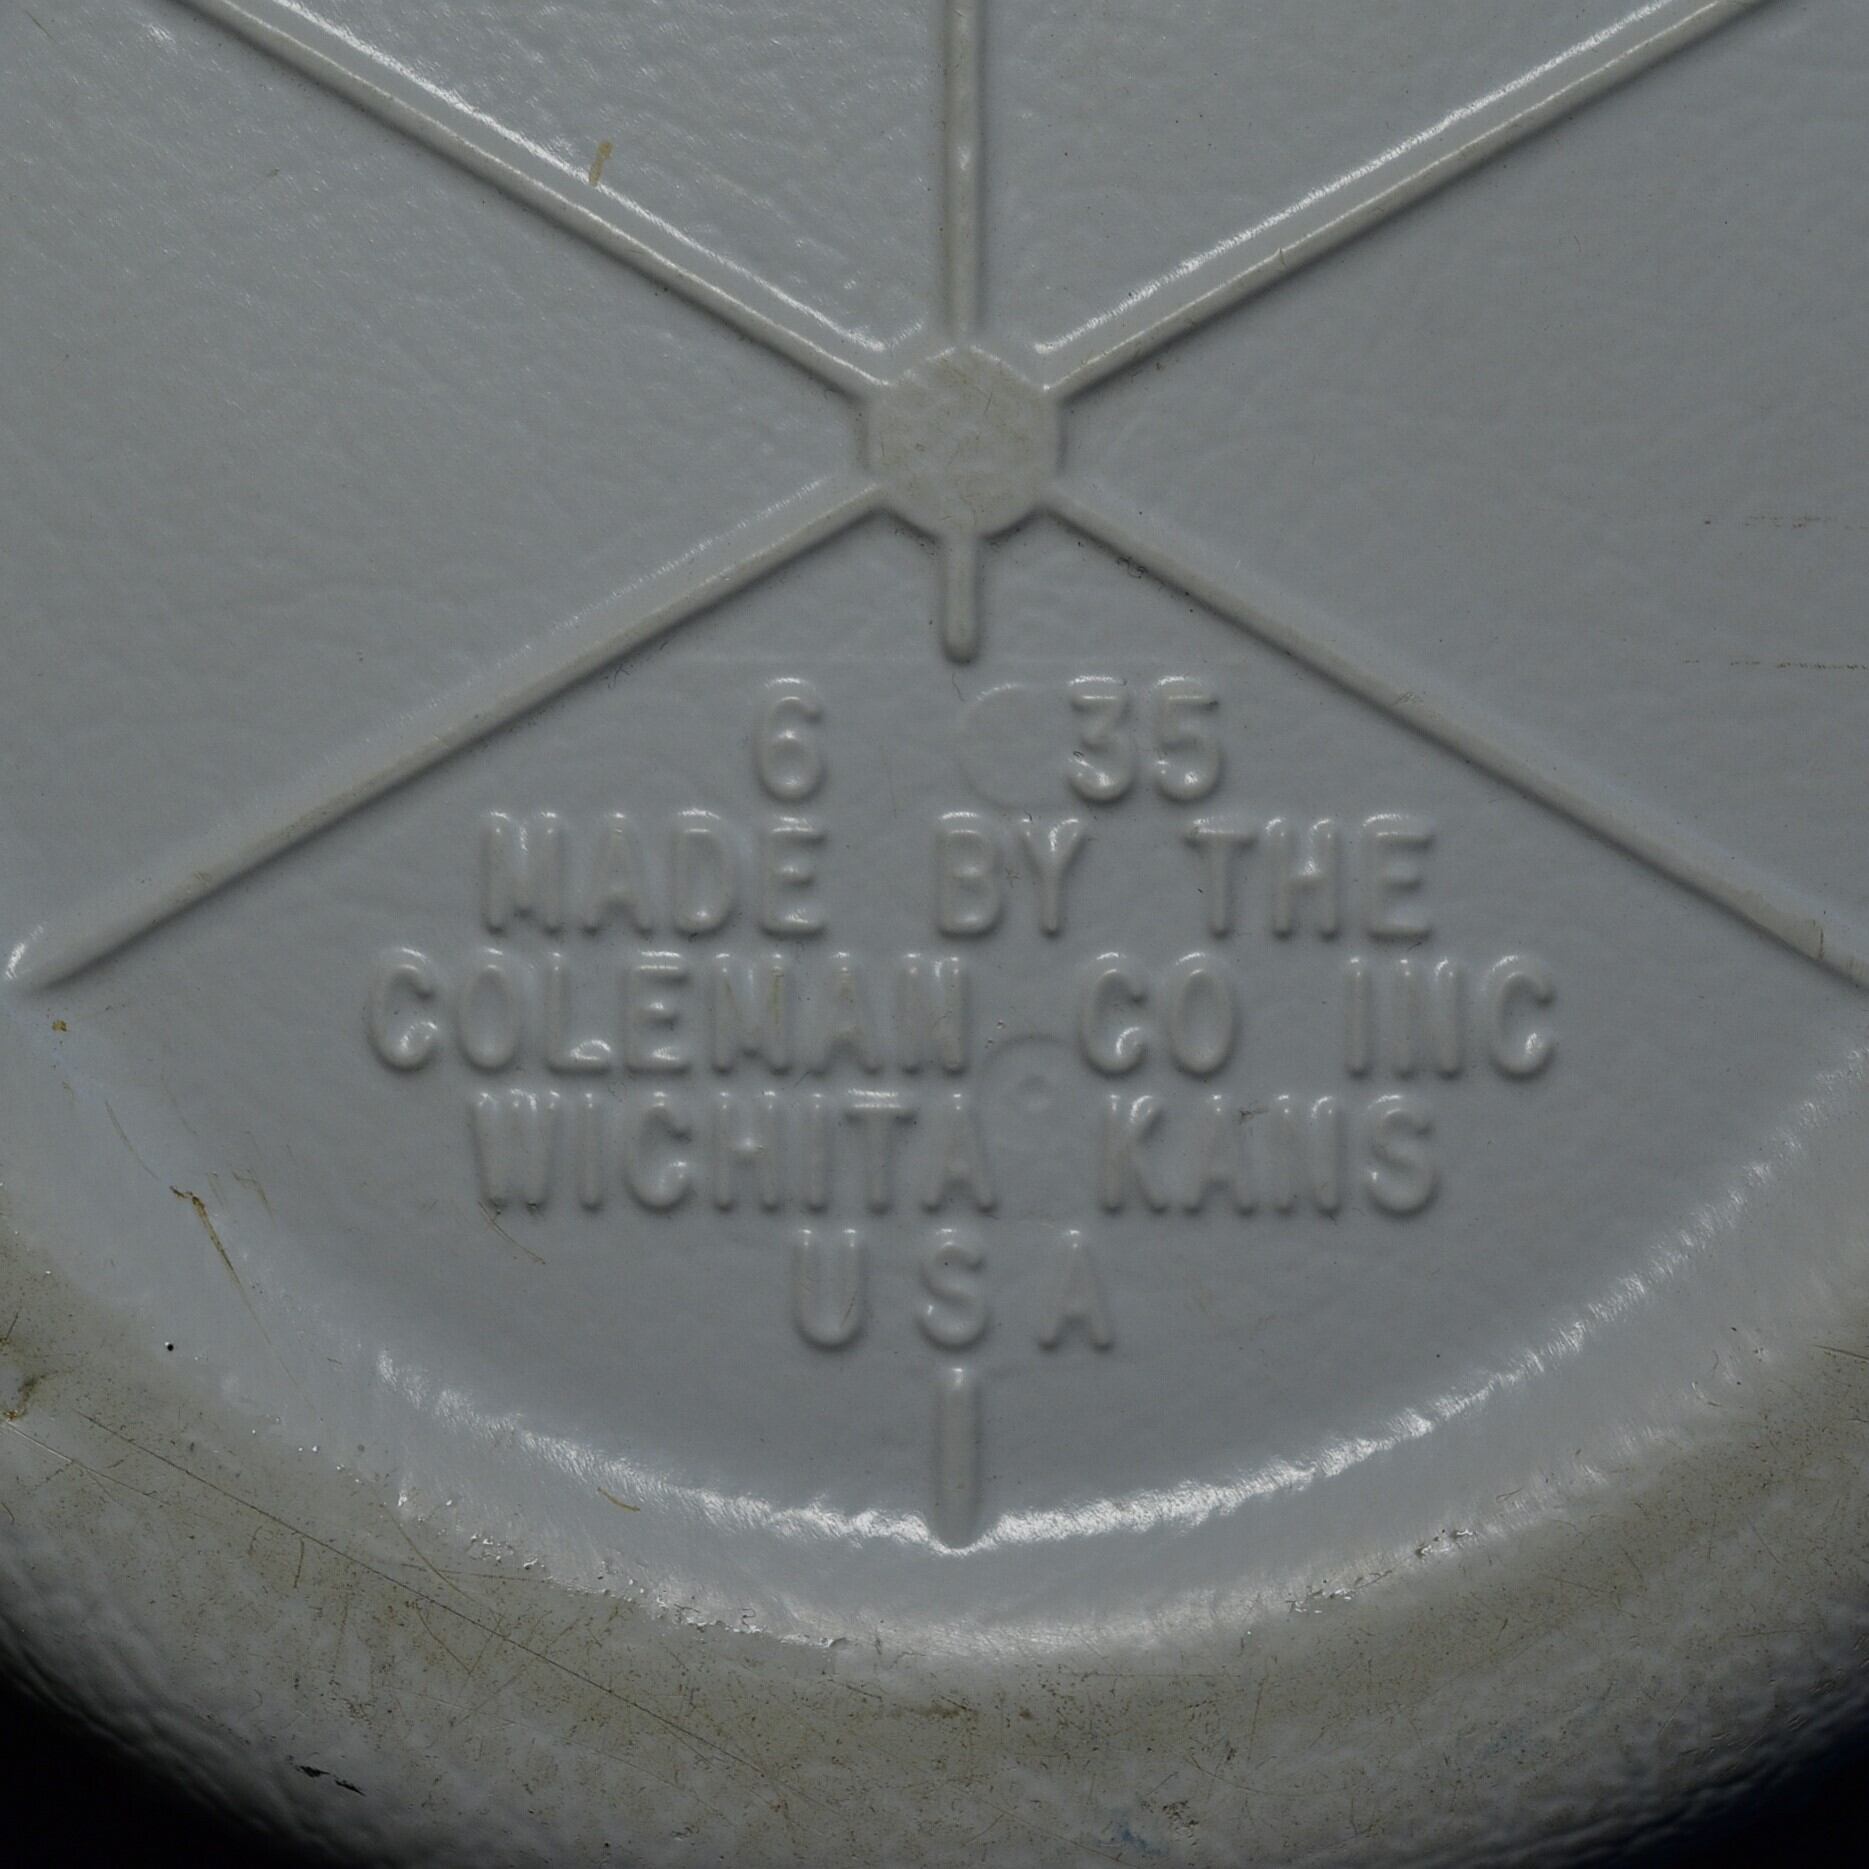 6 35
MADE BY THE
COLEMAN CO INC
WICHITA KANS
U S A